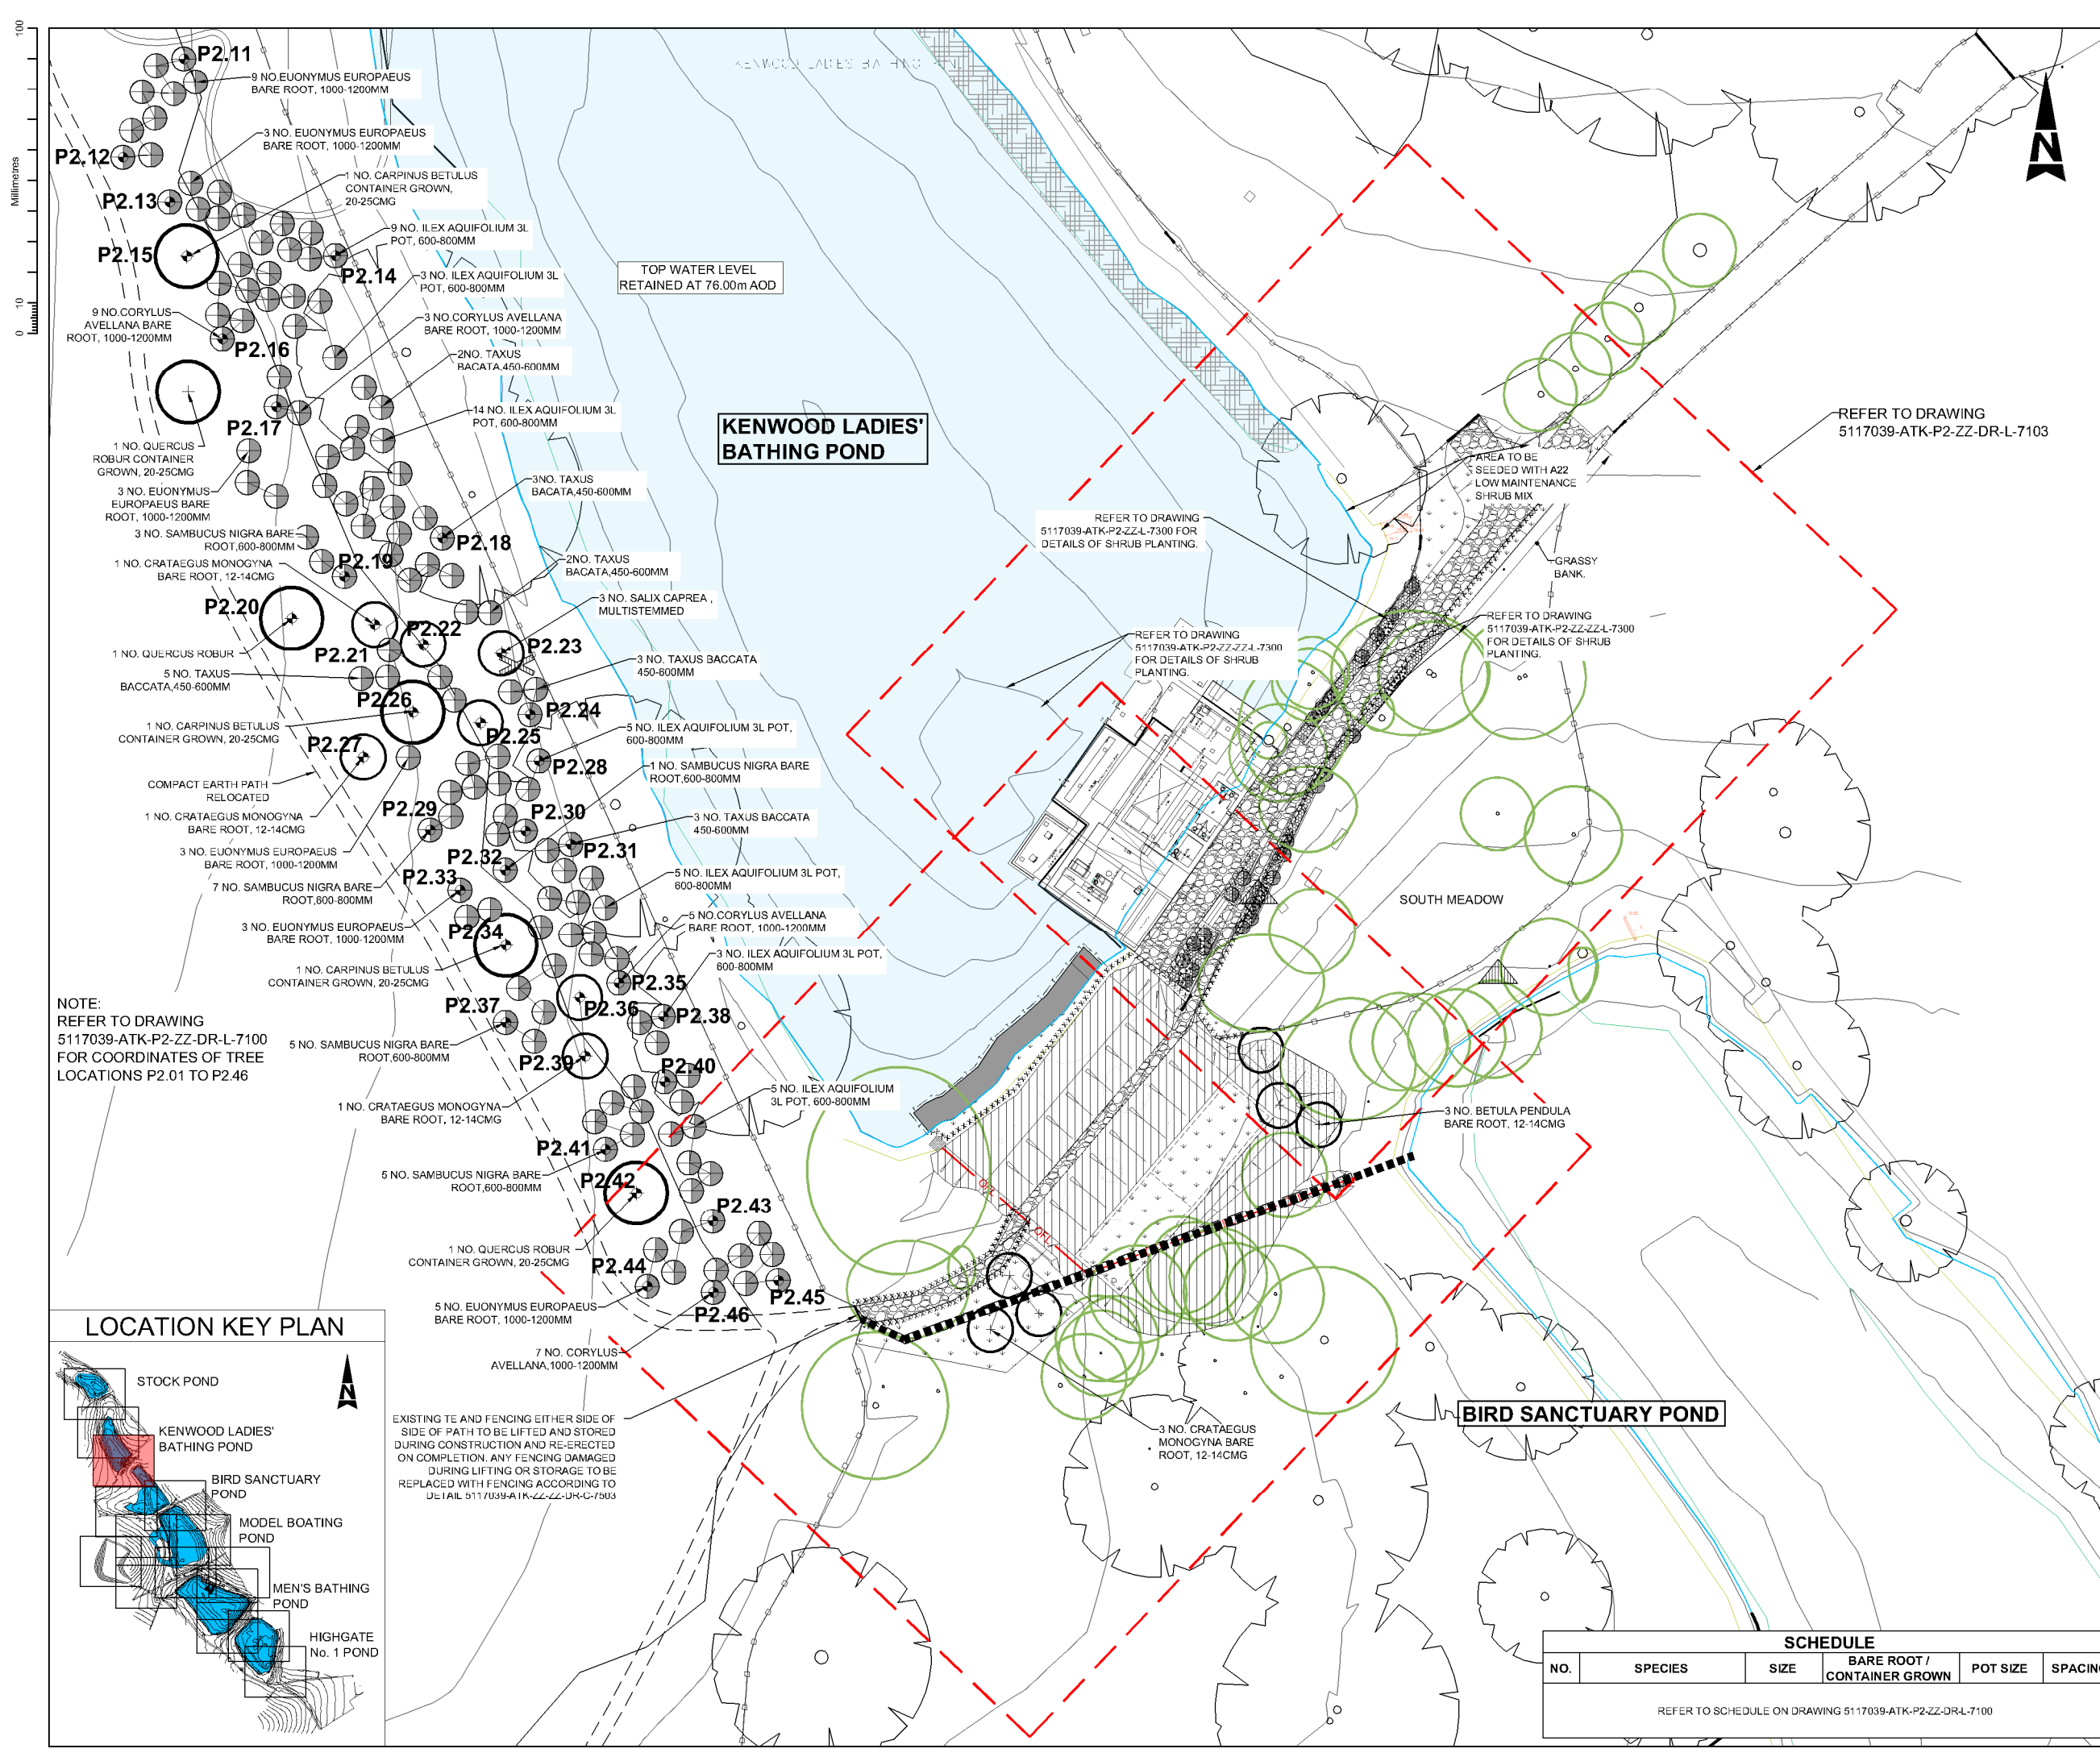 100
Millimetres
10
0
P2.11
9 NO.EUONYMUS EUROPAEUS
BARE ROOT, 1000-1200MM
3 NO. EUONYMUS EUROPAEUS
BARE ROOT, 1000-1200MM
P2.12
1 NO. CARPINUS BETULUS
CONTAINER GROWN,
20-25CMG
P2.13
P2.15
9 NO. ILEX AQUIFOLIUM 3L
POT, 600-800MM
P2.14
3 NO. ILEX AQUIFOLIUM 3L
POT, 600-800MM
9 NO.CORYLUS
AVELLANA BARE
ROOT, 1000-1200MM
3 NO.CORYLUS AVELLANA
BARE ROOT, 1000-1200MM
P2.16
2NO. TAXUS
BACATA,450-600MM
14 NO. ILEX AQUIFOLIUM 3L
POT, 600-800MM
P2.17
1 NO. QUERCUS
ROBUR CONTAINER
GROWN, 20-25CMG
3NO. TAXUS
BACATA,450-600MM
3 NO. EUONYMUS
EUROPAEUS BARE
ROOT, 1000-1200MM
3 NO. SAMBUCUS NIGRA BARE
ROOT,600-800MM
P2.18
P2.19
1 NO. CRATAEGUS MONOGYNA
BARE ROOT, 12-14CMG
2NO. TAXUS
BACATA,450-600MM
P2.20
3 NO. SALIX CAPREA ,
MULTISTEMMED
P2.22
P2.21
P2.23
1 NO. QUERCUS ROBUR
5 NO. TAXUS
BACCATA,450-600MM
3 NO. TAXUS BACCATA
450-600MM
P2.26
P2.24
1 NO. CARPINUS BETULUS
CONTAINER GROWN, 20-25CMG
P2.25
5 NO. ILEX AQUIFOLIUM 3L POT,
600-800MM
P2.27
P2.28
1 NO. SAMBUCUS NIGRA BARE
ROOT,600-800MM
COMPACT EARTH PATH
RELOCATED
P2.29
P2.30
1 NO. CRATAEGUS MONOGYNA
BARE ROOT, 12-14CMG
3 NO. TAXUS BACCATA
450-600MM
3 NO. EUONYMUS EUROPAEUS
BARE ROOT, 1000-1200MM
P2.32
P2.31
P2.33
7 NO. SAMBUCUS NIGRA BARE
ROOT,600-800MM
5 NO. ILEX AQUIFOLIUM 3L POT,
600-800MM
3 NO. EUONYMUS EUROPAEUS
BARE ROOT, 1000-1200MM
P2.34
5 NO.CORYLUS AVELLANA
BARE ROOT, 1000-1200MM
1 NO. CARPINUS BETULUS
CONTAINER GROWN, 20-25CMG
3 NO. ILEX AQUIFOLIUM 3L POT,
600-800MM
P2.35
P2.37
P2.36
P2.38
5 NO. SAMBUCUS NIGRA BARE
ROOT,600-800MM
P2.39
P2.40
5 NO. ILEX AQUIFOLIUM
3L POT, 600-800MM
1 NO. CRATAEGUS MONOGYNA
BARE ROOT, 12-14CMG
P2.41
5 NO. SAMBUCUS NIGRA BARE
ROOT,600-800MM
P2.42
P2.43
1 NO. QUERCUS ROBUR
CONTAINER GROWN, 20-25CMG
P2.44
P2.45
P2.46
5 NO. EUONYMUS EUROPAEUS
BARE ROOT, 1000-1200MM
7 NO. CORYLUS
AVELLANA,1000-1200MM
EXISTING TE AND FENCING EITHER SIDE OF
SIDE OF PATH TO BE LIFTED AND STORED
DURING CONSTRUCTION AND RE-ERECTED
ON COMPLETION. ANY FENCING DAMAGED
DURING LIFTING OR STORAGE TO BE
REPLACED WITH FENCING ACCORDING TO
DETAIL 5117039-ATK-ZZ-ZZ-DR-C-7503
NOTE:
REFER TO DRAWING
5117039-ATK-P2-ZZ-DR-L-7100
FOR COORDINATES OF TREE
LOCATIONS P2.01 TO P2.46
KENWOOD LADIES BATHING POND
TOP WATER LEVEL
RETAINED AT 76.00m AOD
KENWOOD LADIES'
BATHING POND
N
REFER TO DRAWING
5117039-ATK-P2-ZZ-DR-L-7103
AREA TO BE
SEEDED WITH A22
LOW MAINTENANCE
SHRUB MIX
REFER TO DRAWING
5117039-ATK-P2-ZZ-L-7300 FOR
DETAILS OF SHRUB PLANTING.
GRASSY
BANK.
REFER TO DRAWING
5117039-ATK-P2-ZZ-ZZ-L-7300
FOR DETAILS OF SHRUB
PLANTING.
REFER TO DRAWING
5117039-ATK-P2-ZZ-ZZ-L-7300
FOR DETAILS OF SHRUB
PLANTING.
SOUTH MEADOW
3 NO. BETULA PENDULA
BARE ROOT, 12-14CMG
OFL
OFL
3 NO. CRATAEGUS
MONOGYNA BARE
ROOT, 12-14CMG
BIRD SANCTUARY POND
LOCATION KEY PLAN
N
STOCK POND
KENWOOD LADIES'
BATHING POND
BIRD SANCTUARY
POND
MODEL BOATING
POND
MEN'S BATHING
POND
HIGHGATE
No. 1 POND
SCHEDULE
NO. SPECIES SIZE BARE ROOT / CONTAINER GROWN POT SIZE
REFER TO SCHEDULE ON DRAWING 5117039-ATK-P2-ZZ-DR-L-7100